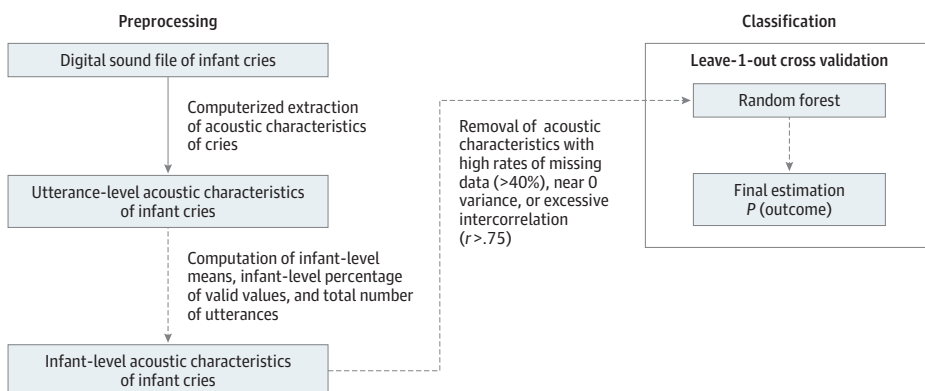 Preprocessing
Digital sound file of infant cries
Computerized extraction
of acoustic characteristics
of cries
Utterance-level acoustic characteristics
of infant cries
Computation of infant-level
means, infant-level percentage
of valid values, and total number
of utterances
Infant-level acoustic characteristics
of infant cries
Removal of acoustic
characteristics with
high rates of missing
data (>40%), near 0
variance, or excessive
intercorrelation
(r>.75)
Classification
Leave-1-out cross validation
Random forest
Final estimation
P (outcome)